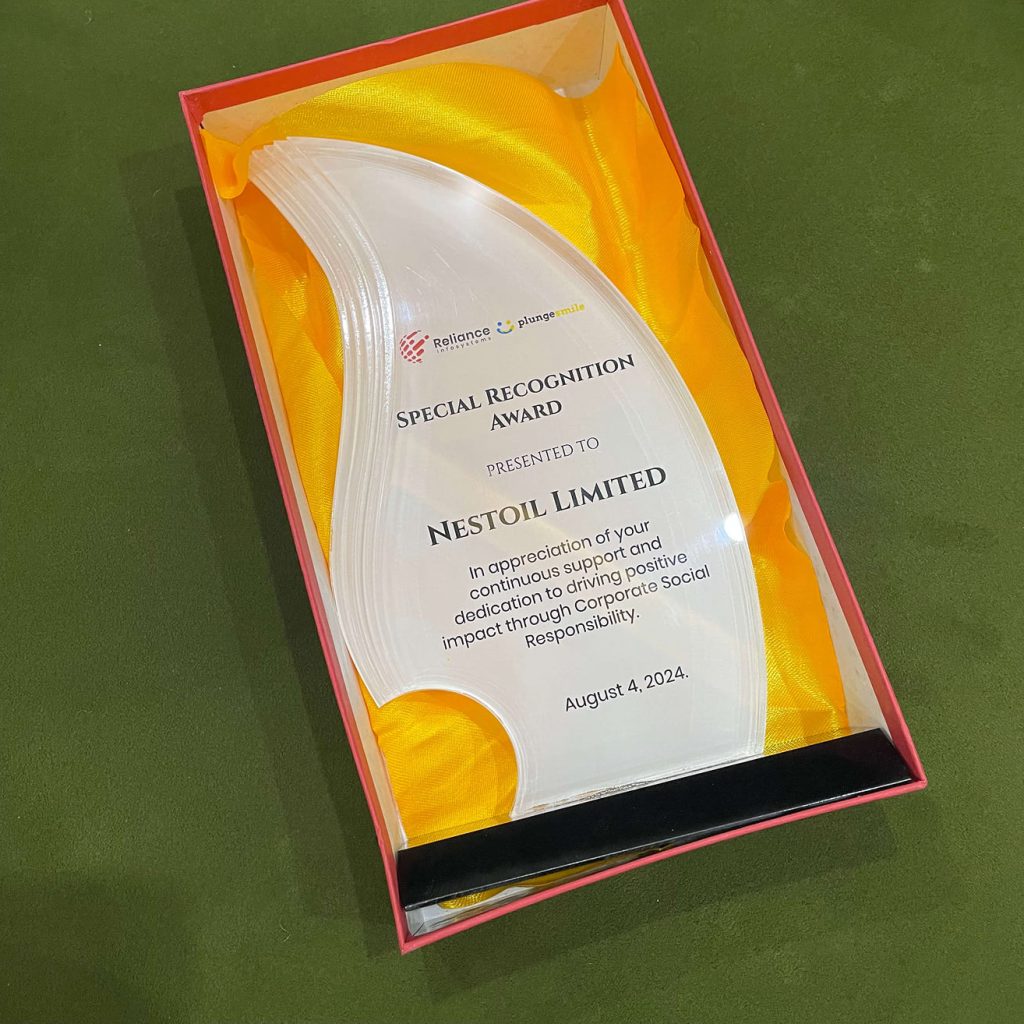 Reliance
infosystems
plungesmile
SPECIAL RECOGNITION
AWARD
PRESENTED TO
NESTOIL LIMITED
In appreciation of your
continuous support and
dedication to driving positive
impact through Corporate Social
Responsibility.
August 4, 2024.